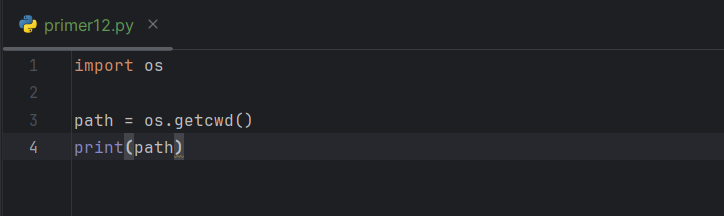 primer12.py ×
1 import os
2
3 path = os.getcwd()
4 print(path)